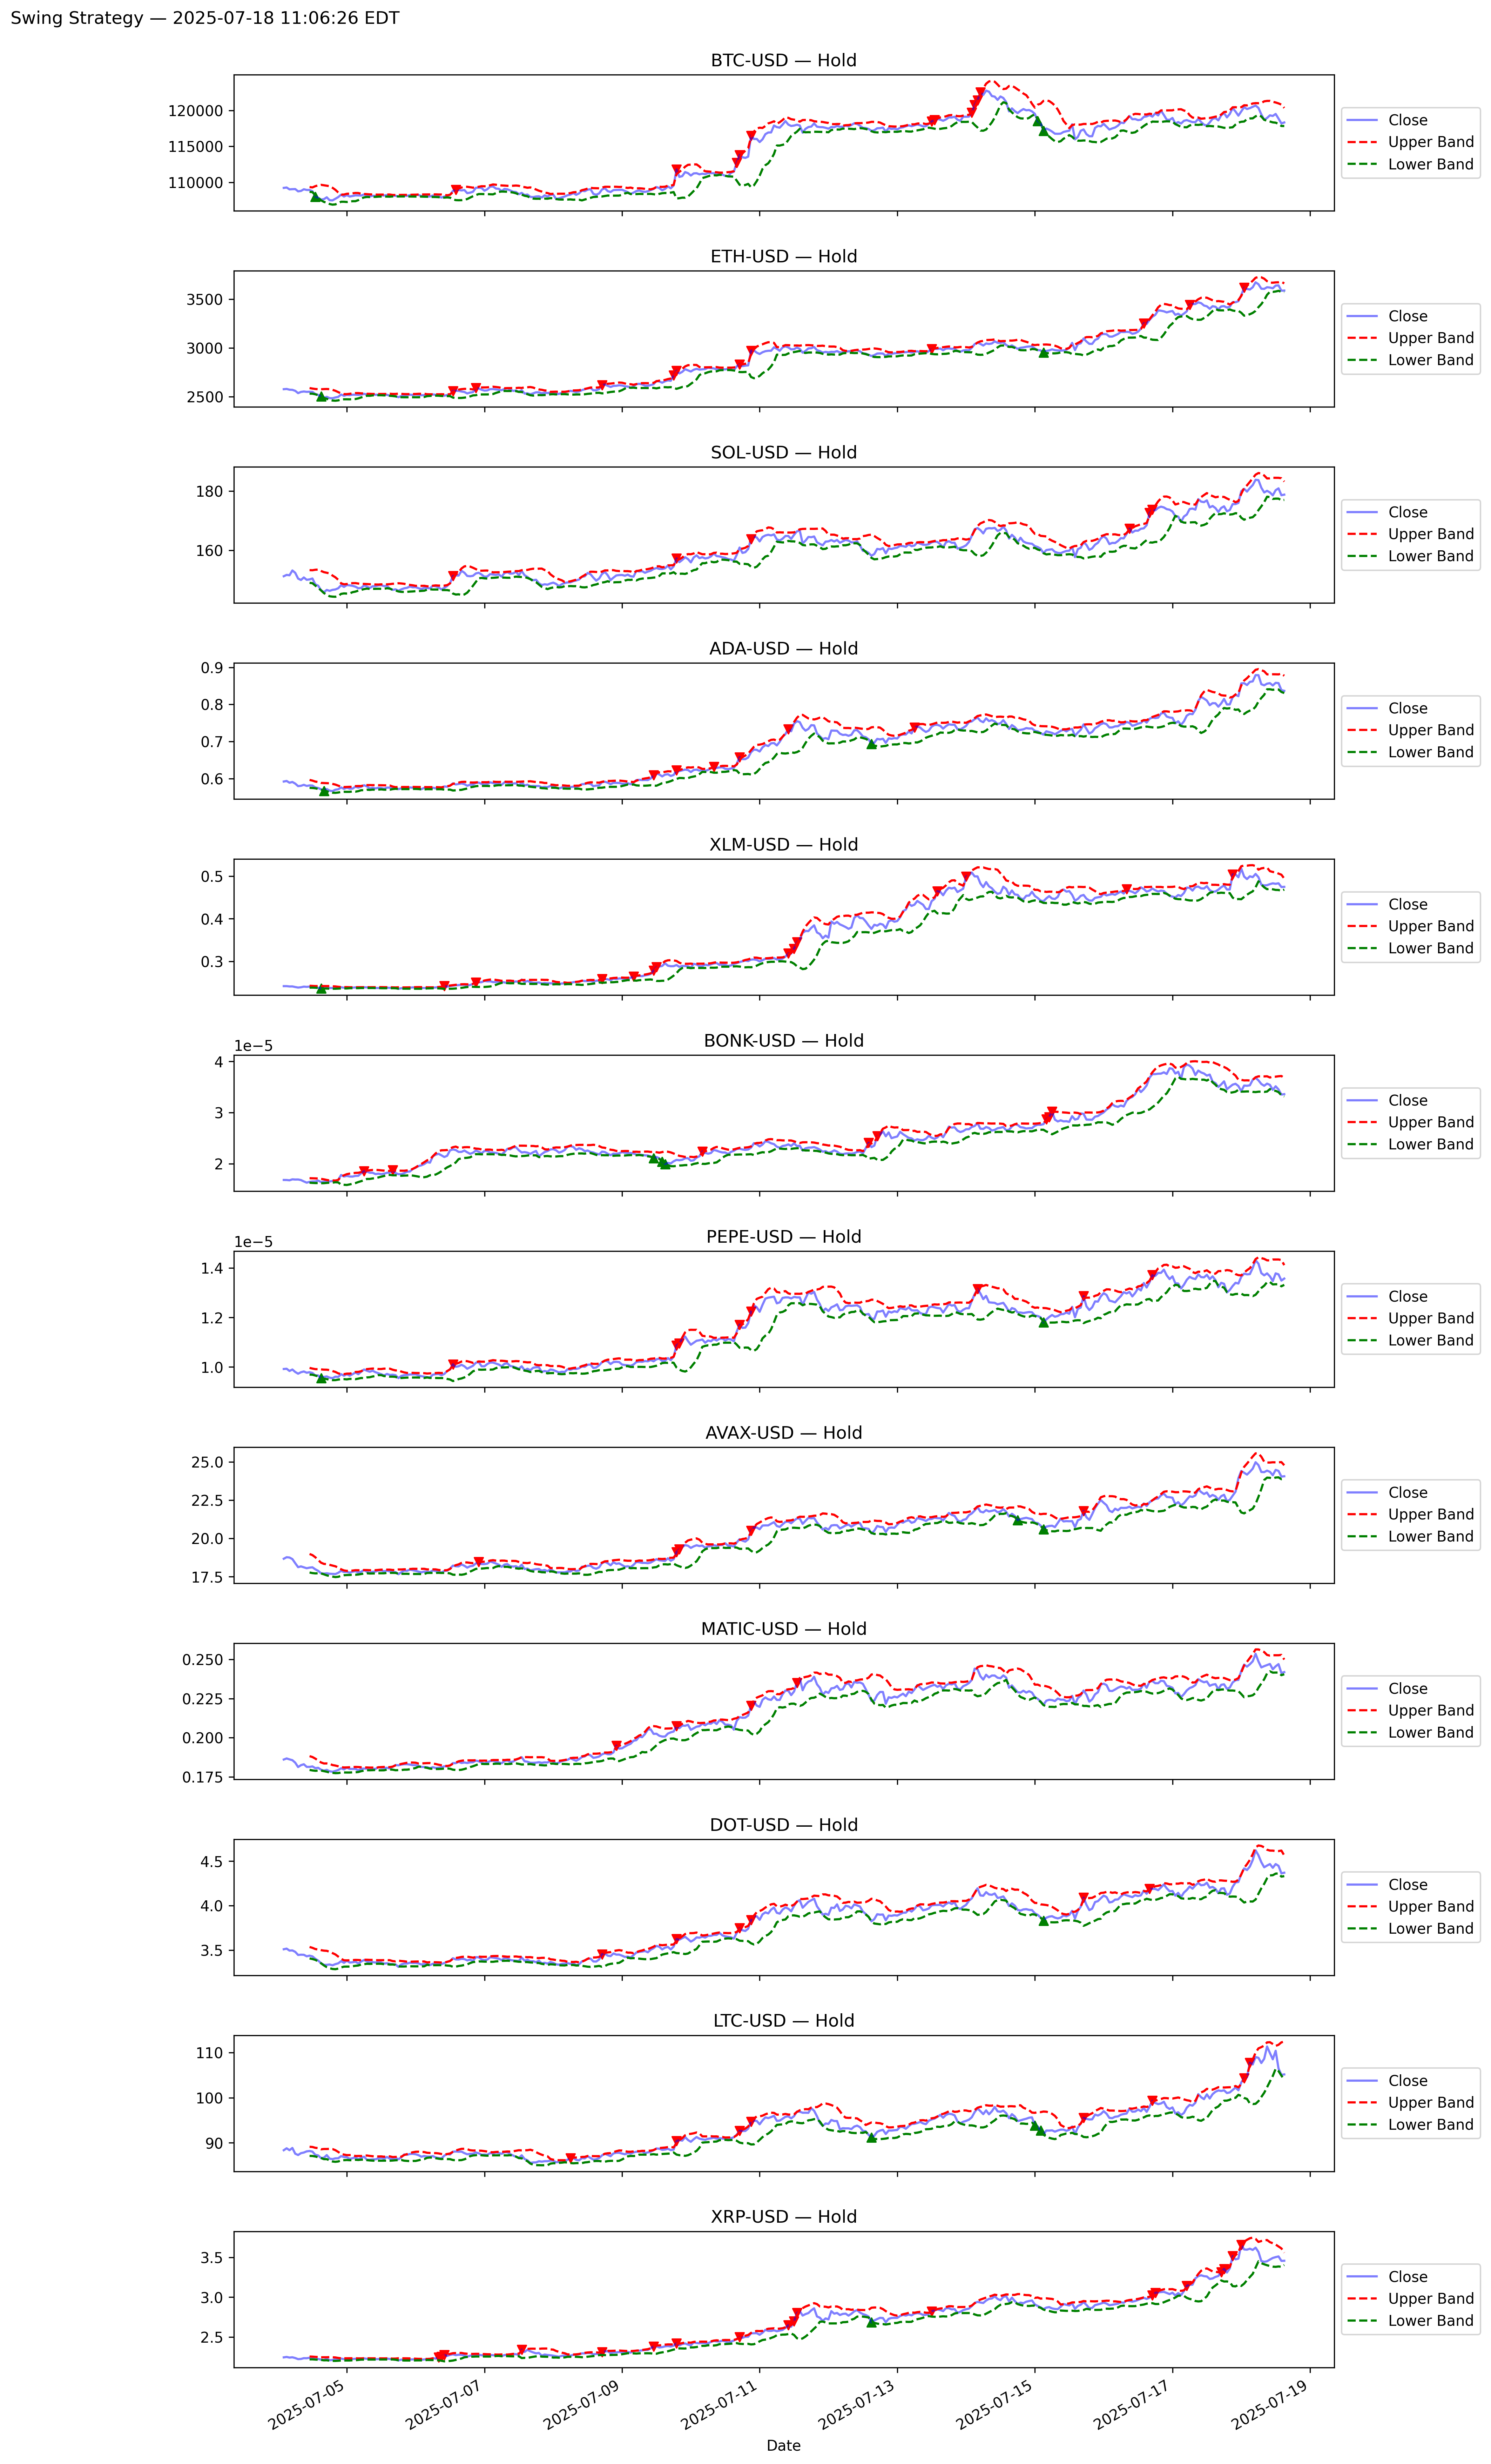 Swing Strategy — 2025-07-18 11:06:26 EDT
BTC-USD — Hold
120000
115000
110000
Close
Upper Band
Lower Band
ETH-USD — Hold
3500
3000
2500
Close
Upper Band
Lower Band
SOL-USD — Hold
180
160
Close
Upper Band
Lower Band
ADA-USD — Hold
0.9
0.8
0.7
0.6
Close
Upper Band
Lower Band
XLM-USD — Hold
0.5
0.4
0.3
Close
Upper Band
Lower Band
BONK-USD — Hold
1e−5
4
3
2
Close
Upper Band
Lower Band
PEPE-USD — Hold
1e−5
1.4
1.2
1.0
Close
Upper Band
Lower Band
AVAX-USD — Hold
25.0
22.5
20.0
17.5
Close
Upper Band
Lower Band
MATIC-USD — Hold
0.250
0.225
0.200
0.175
Close
Upper Band
Lower Band
DOT-USD — Hold
4.5
4.0
3.5
Close
Upper Band
Lower Band
LTC-USD — Hold
110
100
90
Close
Upper Band
Lower Band
XRP-USD — Hold
3.5
3.0
2.5
Close
Upper Band
Lower Band
2025-07-05
2025-07-07
2025-07-09
2025-07-11
2025-07-13
2025-07-15
2025-07-17
2025-07-19
Date